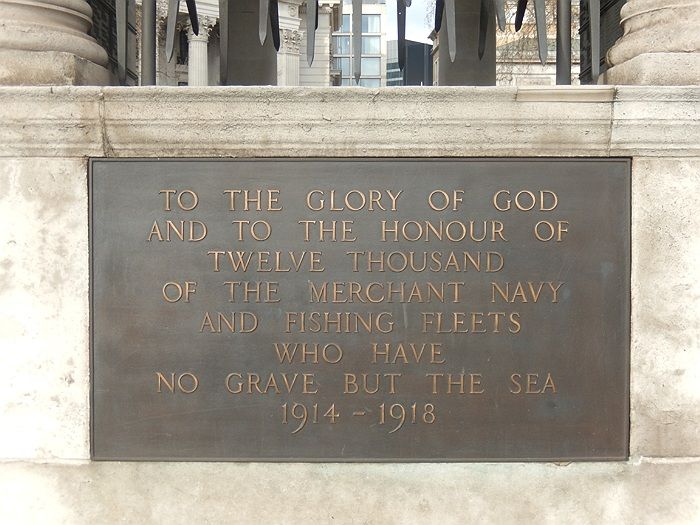 TO THE GLORY OF GOD
AND TO THE HONOUR OF
TWELVE THOUSAND
OF THE MERCHANT NAVY
AND FISHING FLEETS
WHO HAVE
NO GRAVE BUT THE SEA
1914 – 1918